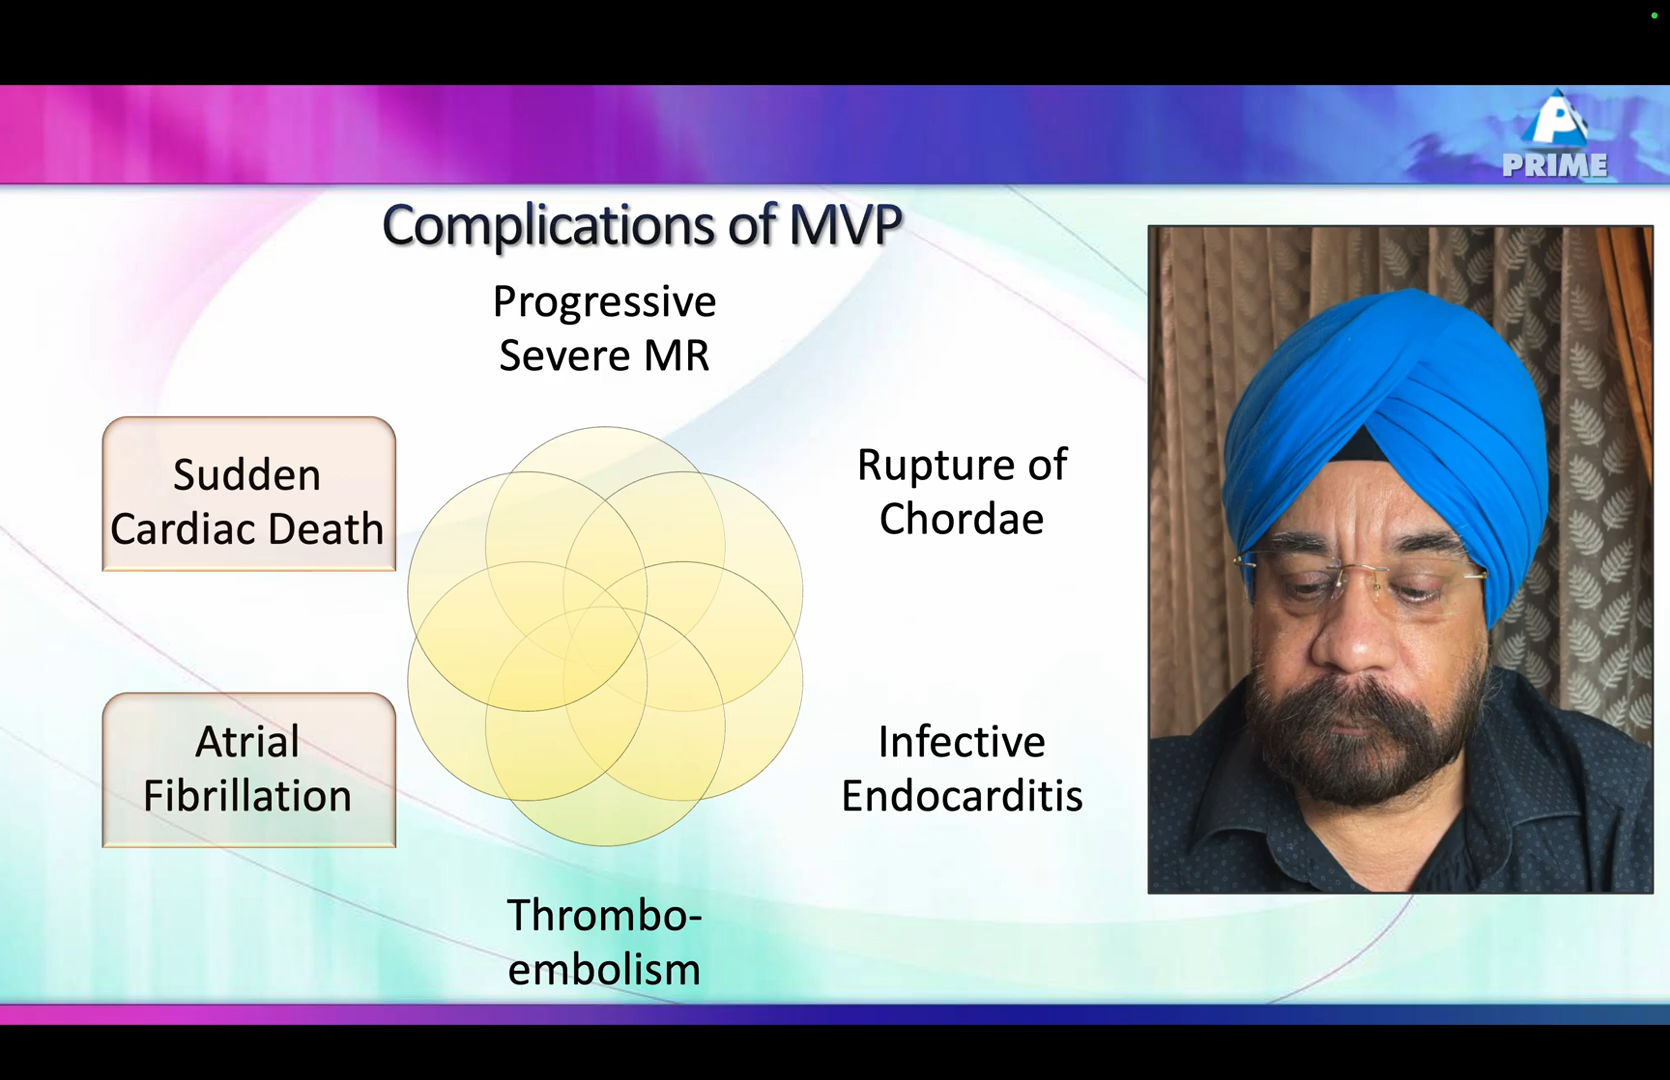 PRIME
Complications of MVP
Progressive
Severe MR
Rupture of
Chordae
Infective
Endocarditis
Thrombo-
embolism
Atrial
Fibrillation
Sudden
Cardiac Death